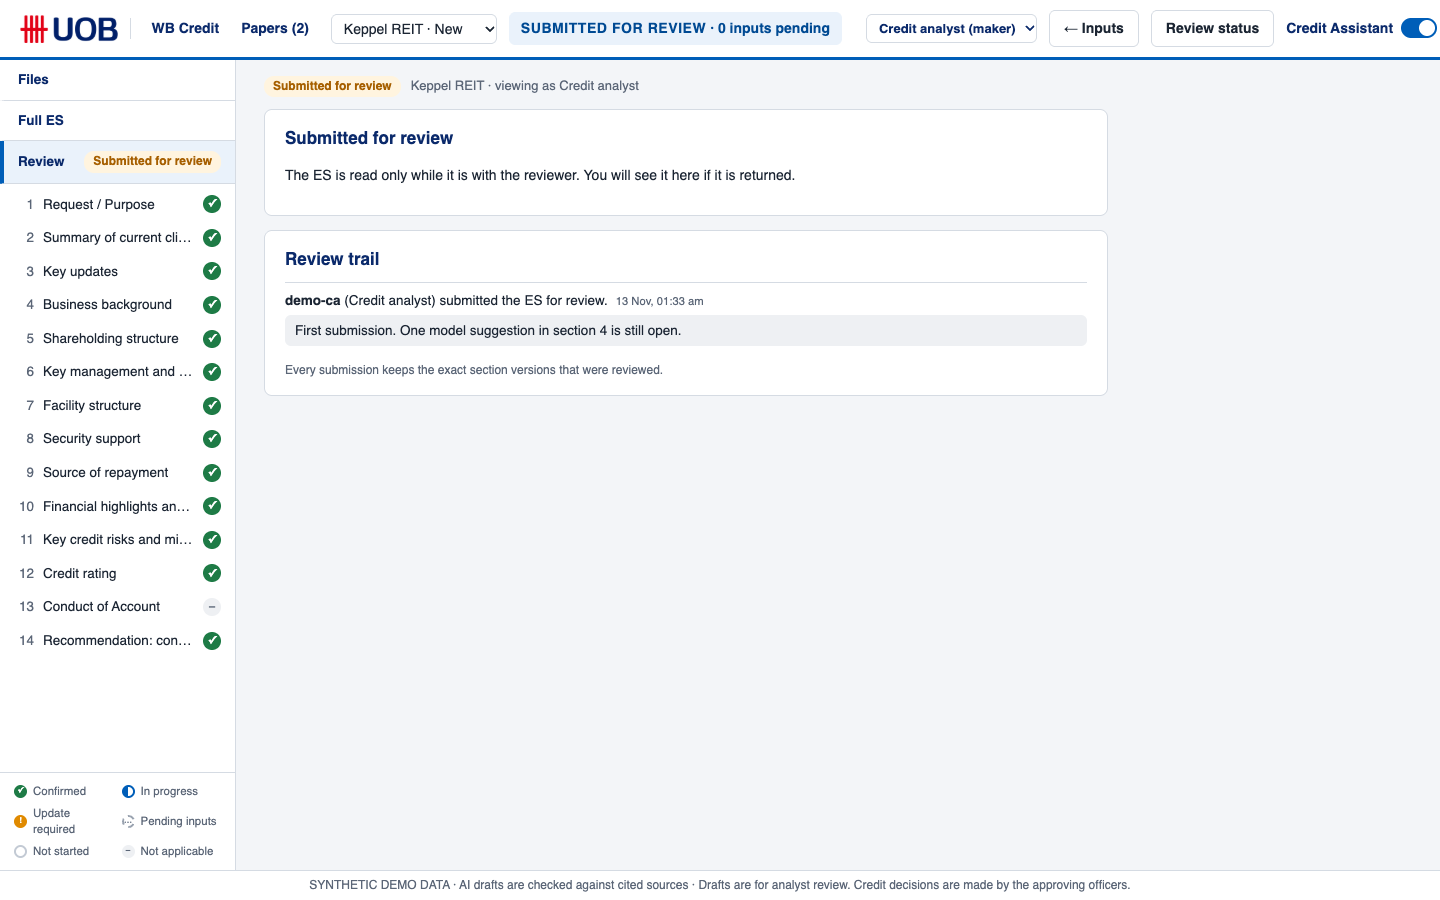 UOB
WB Credit
Papers (2)
Keppel REIT · New
SUBMITTED FOR REVIEW · 0 inputs pending
Credit analyst (maker)
← Inputs
Review status
Credit Assistant
Files
Full ES
Review
Submitted for review
1 Request / Purpose
2 Summary of current cli...
3 Key updates
4 Business background
5 Shareholding structure
6 Key management and ...
7 Facility structure
8 Security support
9 Source of repayment
10 Financial highlights an...
11 Key credit risks and mi...
12 Credit rating
13 Conduct of Account
14 Recommendation: con...
Confirmed
In progress
Update
required
Pending inputs
Not started
Not applicable
Submitted for review
Keppel REIT · viewing as Credit analyst
Submitted for review
The ES is read only while it is with the reviewer. You will see it here if it is returned.
Review trail
demo-ca (Credit analyst) submitted the ES for review. 13 Nov, 01:33 am
First submission. One model suggestion in section 4 is still open.
Every submission keeps the exact section versions that were reviewed.
SYNTHETIC DEMO DATA · AI drafts are checked against cited sources · Drafts are for analyst review. Credit decisions are made by the approving officers.